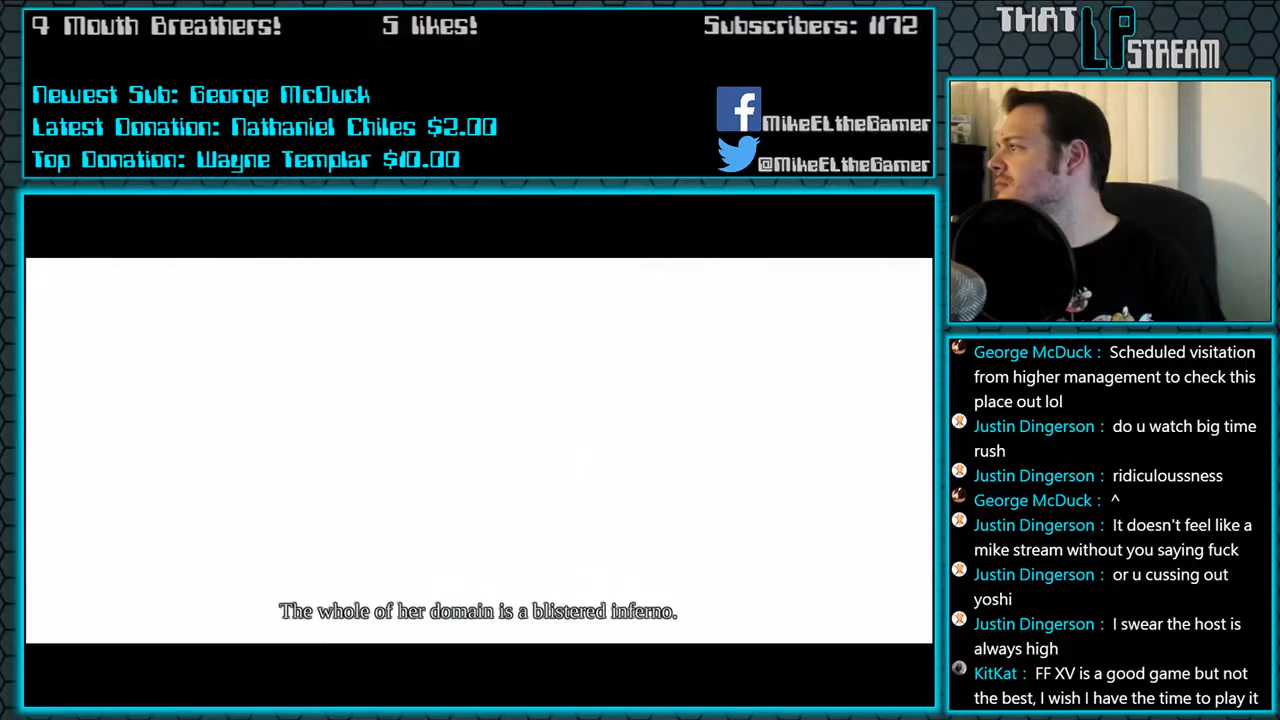 9 Mouth Breathers!
5 likes!
Subscribers: 1172
Newest Sub: George McDuck
Latest Donation: Nathaniel Chiles $2.00
Top Donation: Wayne Templar $10.00
MikeELtheGamer
@MikeELtheGamer
THAT
LP
STREAM
The whole of her domain is a blistered inferno.
George McDuck : Scheduled visitation
from higher management to check this
place out lol
Justin Dingerson : do u watch big time
rush
Justin Dingerson : ridiculoussness
George McDuck : ^
Justin Dingerson : It doesn't feel like a
mike stream without you saying fuck
Justin Dingerson : or u cussing out
yoshi
Justin Dingerson : I swear the host is
always high
KitKat : FF XV is a good game but not
the best, I wish I have the time to play it